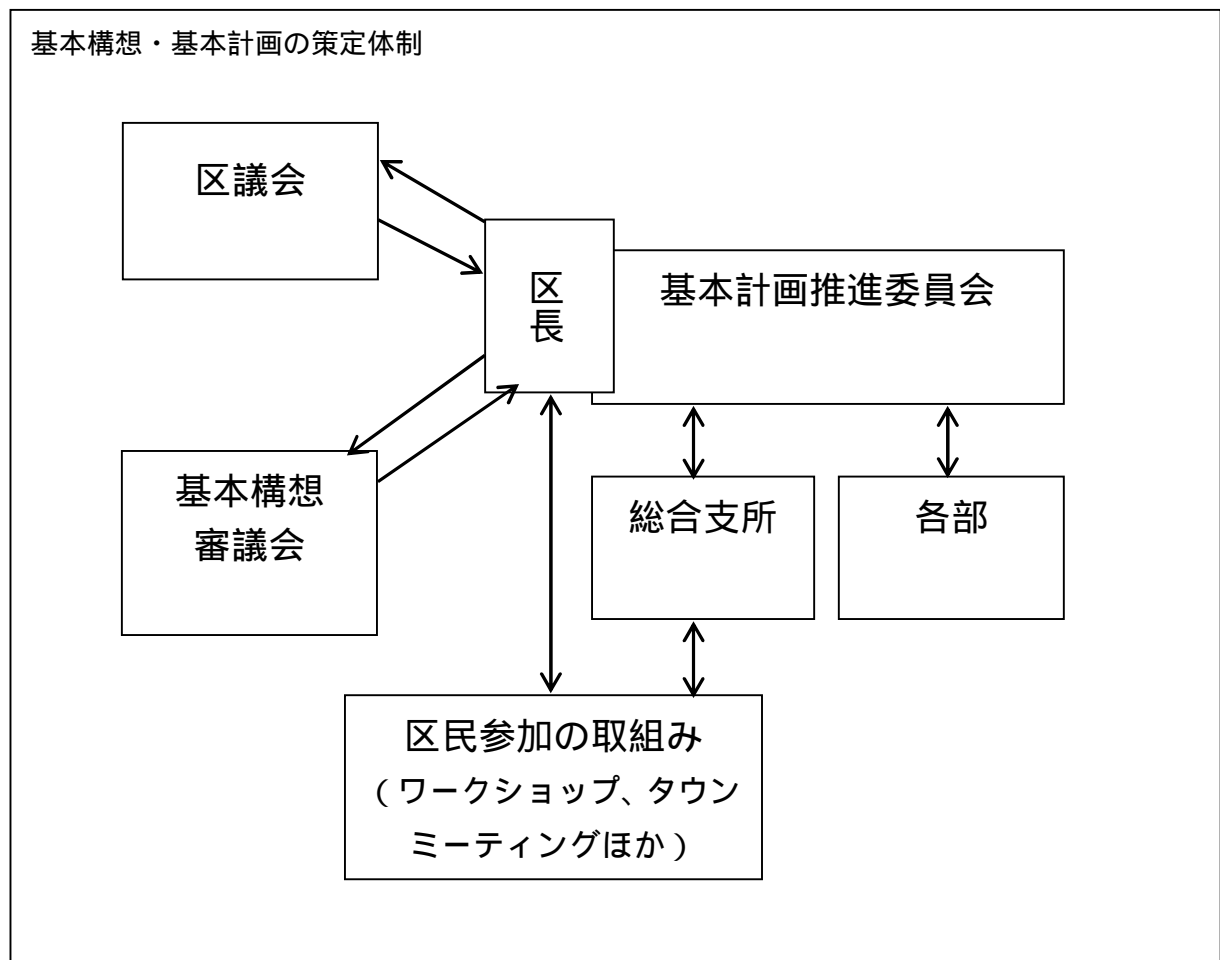 基本構想・基本計画の策定体制
区議会
区長
基本計画推進委員会
基本構想
審議会
総合支所
各部
区民参加の取組み
（ワークショップ、タウン
ミーティングほか）